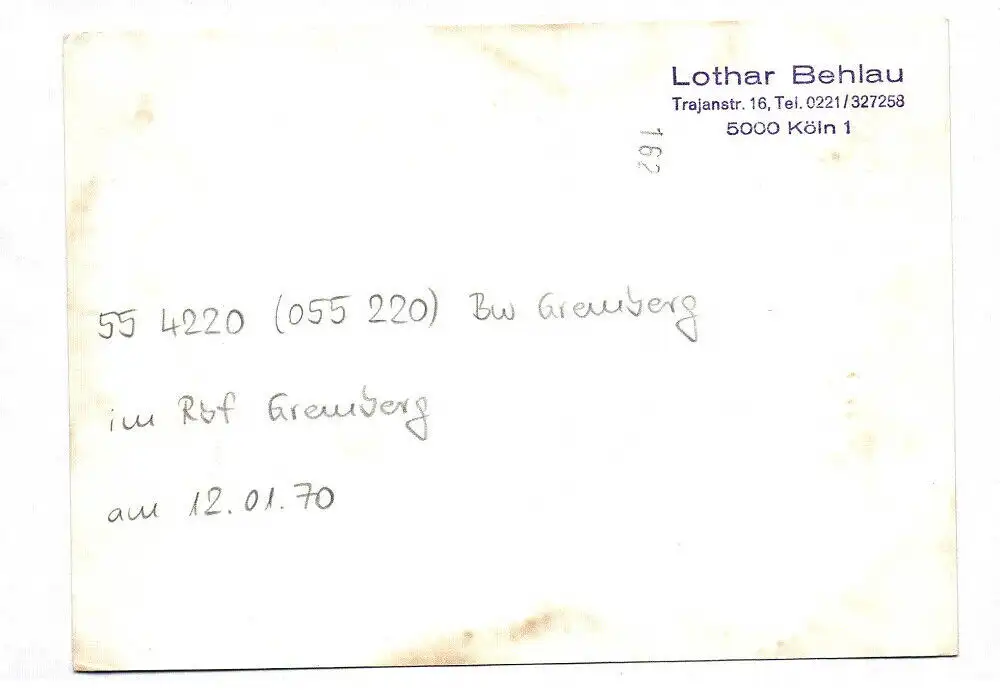 Lothar Behlau
Trajanstr. 16, Tel. 0221/327258
5000 Köln 1
162
55 4220 (055 220) Bw Gremberg
im Rbf Gremberg
am 12.01.70